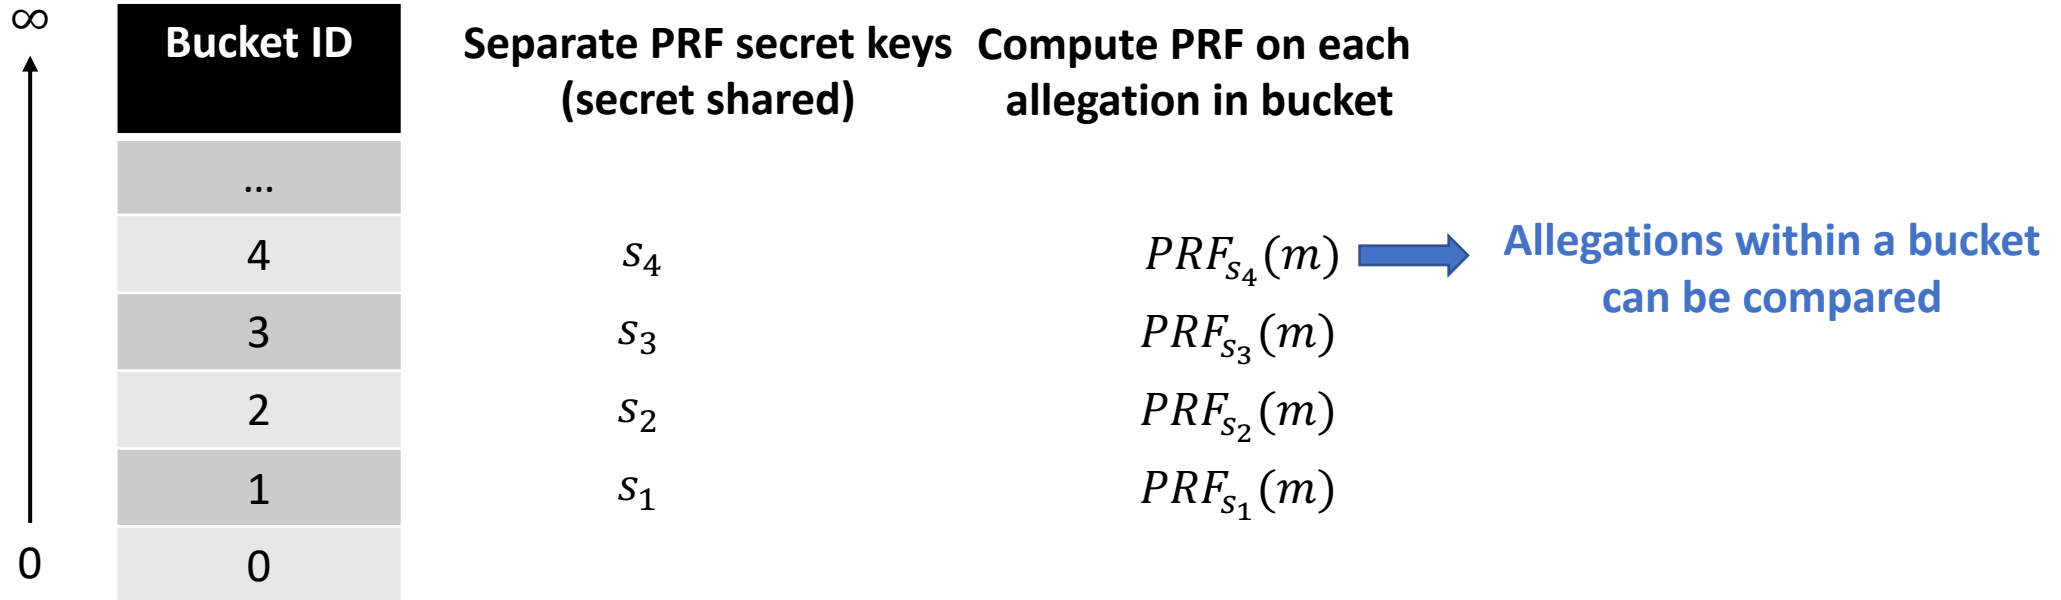 ∞
Bucket ID
Separate PRF secret keys
(secret shared)
Compute PRF on each
allegation in bucket
...
4
s₄
PRFₛ₄(m)
Allegations within a bucket
can be compared
3
s₃
PRFₛ₃(m)
2
s₂
PRFₛ₂(m)
1
s₁
PRFₛ₁(m)
0
0